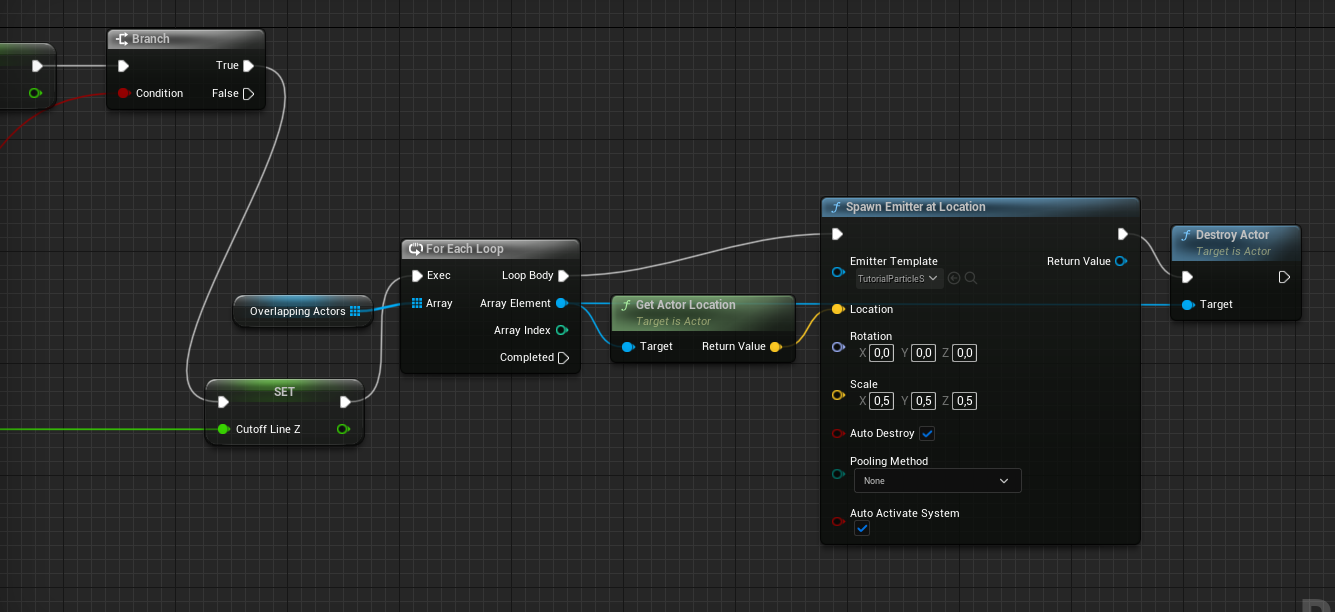 Branch
True
Condition
False
For Each Loop
Exec
Loop Body
Array
Array Element
Array Index
Completed
Overlapping Actors
SET
Cutoff Line Z
f Get Actor Location
Target is Actor
Target
Return Value
f Spawn Emitter at Location
Emitter Template
TutorialParticleS
Return Value
Location
Rotation
X 0,0 Y 0,0 Z 0,0
Scale
X 0,5 Y 0,5 Z 0,5
Auto Destroy
Pooling Method
None
Auto Activate System
f Destroy Actor
Target is Actor
Target